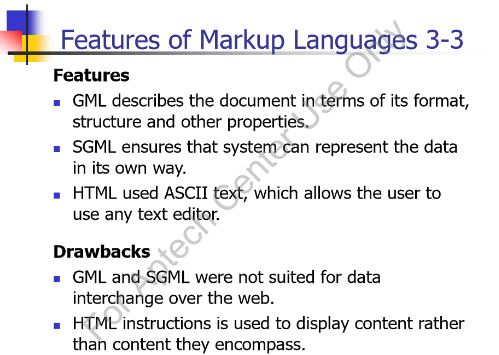 Features of Markup Languages 3-3
Features
GML describes the document in terms of its format,
structure and other properties.
SGML ensures that system can represent the data
in its own way.
HTML used ASCII text, which allows the user to
use any text editor.
Drawbacks
GML and SGML were not suited for data
interchange over the web.
HTML instructions is used to display content rather
than content they encompass.
For Aptech Center Use Only